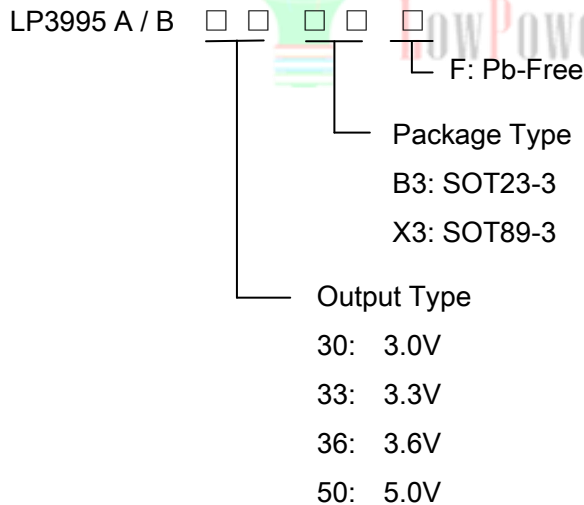 LP3995 A / B □ □ □ □ □
LowPowe
F: Pb-Free
Package Type
B3: SOT23-3
X3: SOT89-3
Output Type
30: 3.0V
33: 3.3V
36: 3.6V
50: 5.0V